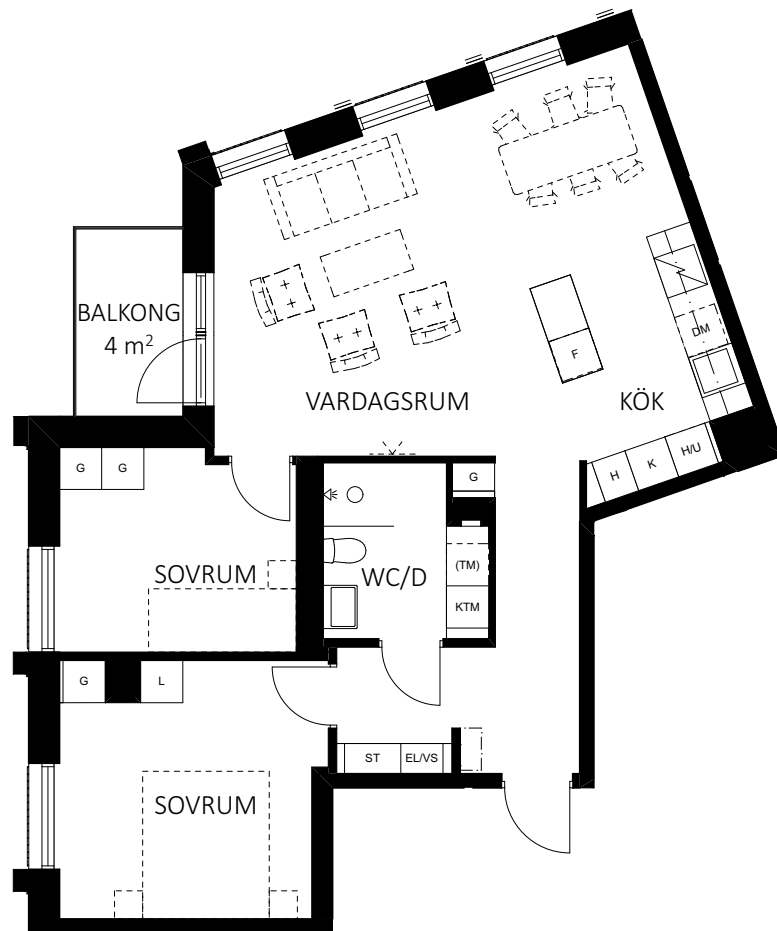 BALKONG
4 m²
DM
F
VARDAGSRUM
KÖK
H
K
H/U
G
G
G
SOVRUM
WC/D
(TM)
KTM
G
L
ST
EL/VS
SOVRUM